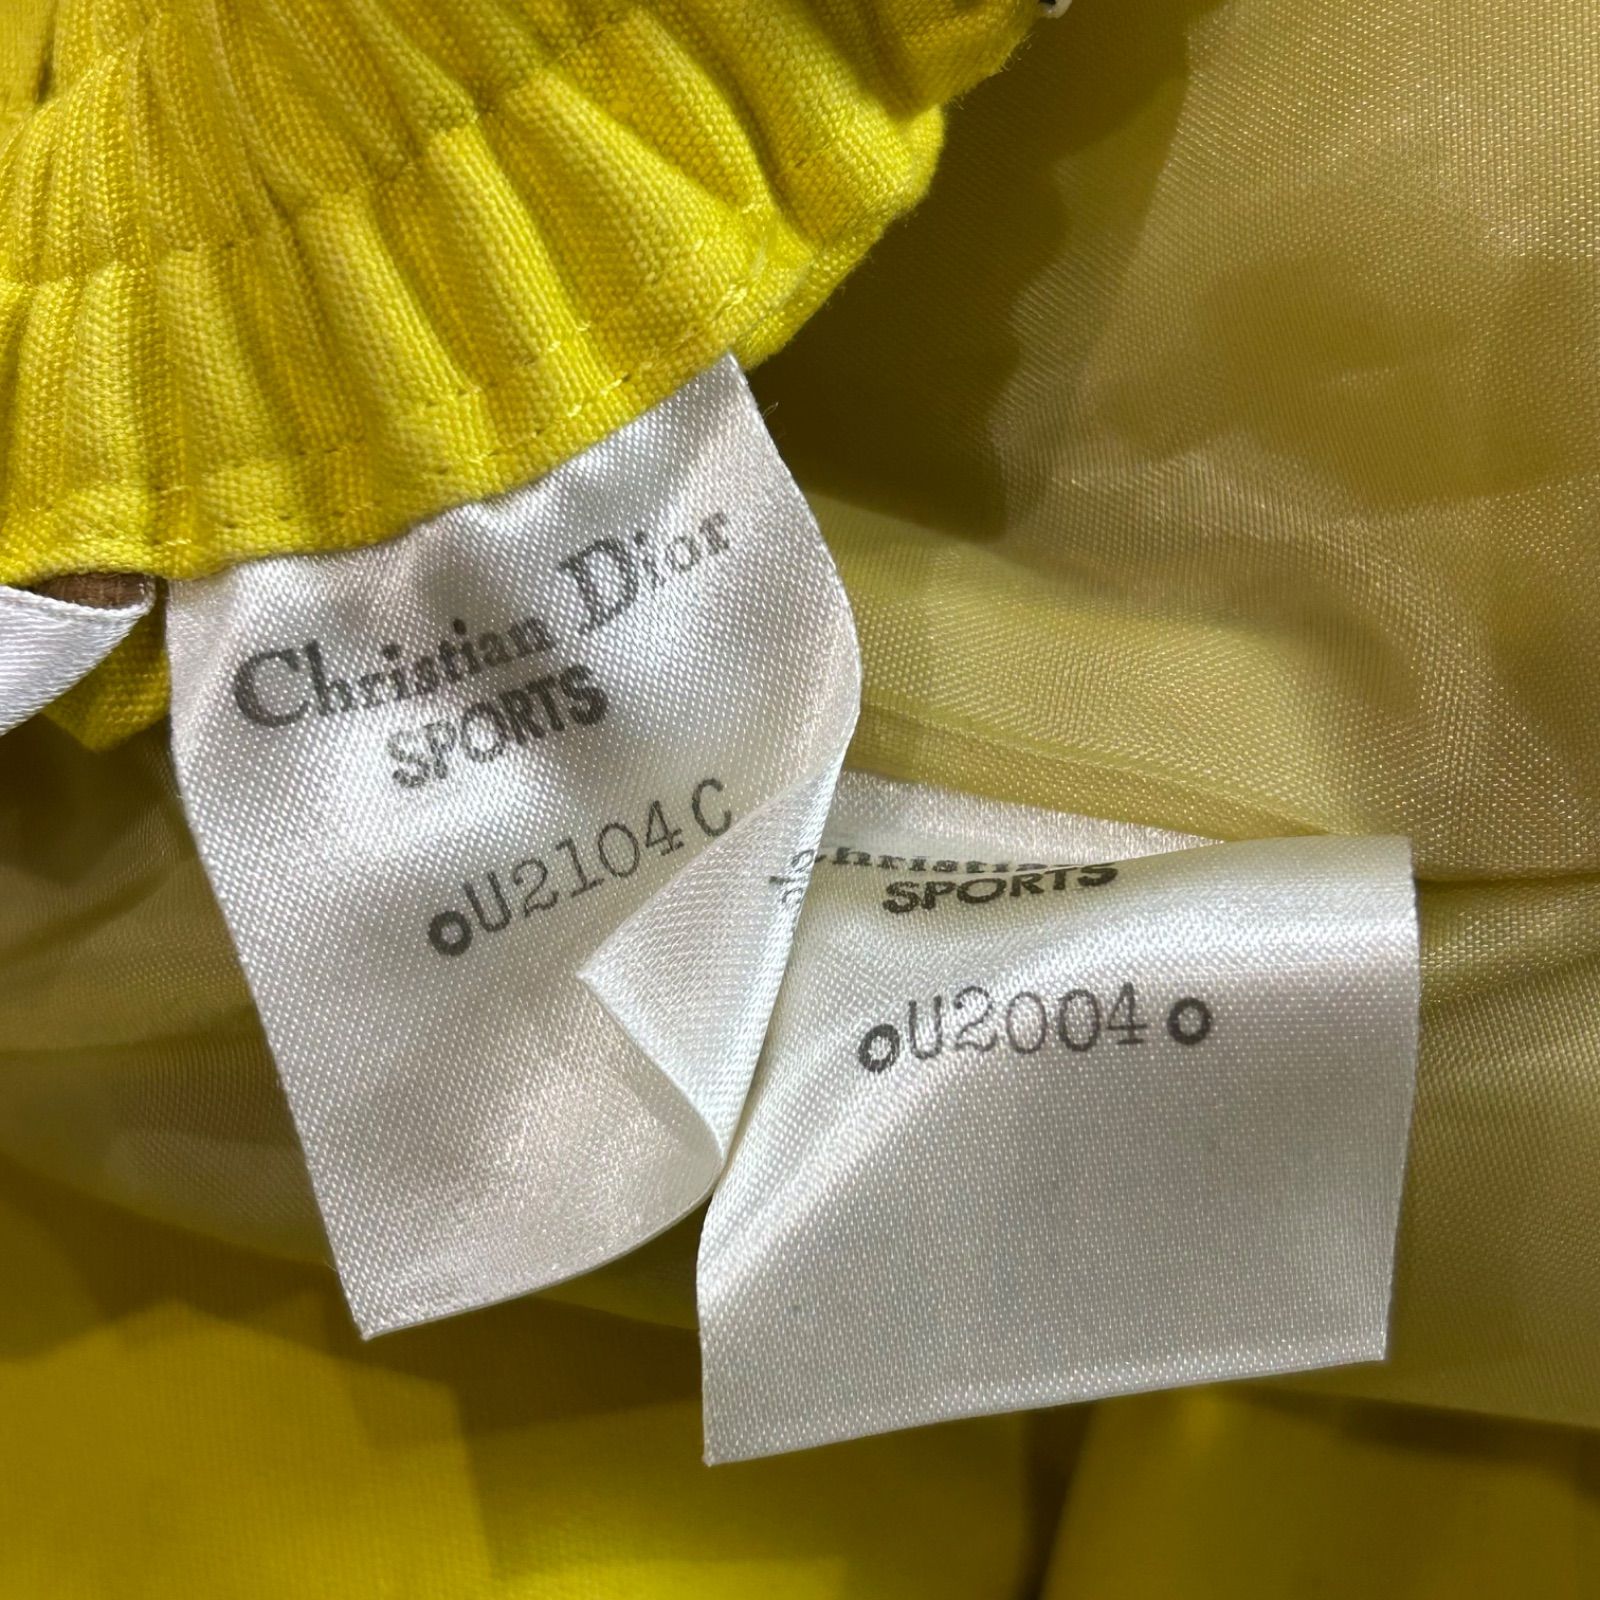 Christian Dior
SPORTS
oU2104C
SPORTS
oU2004o